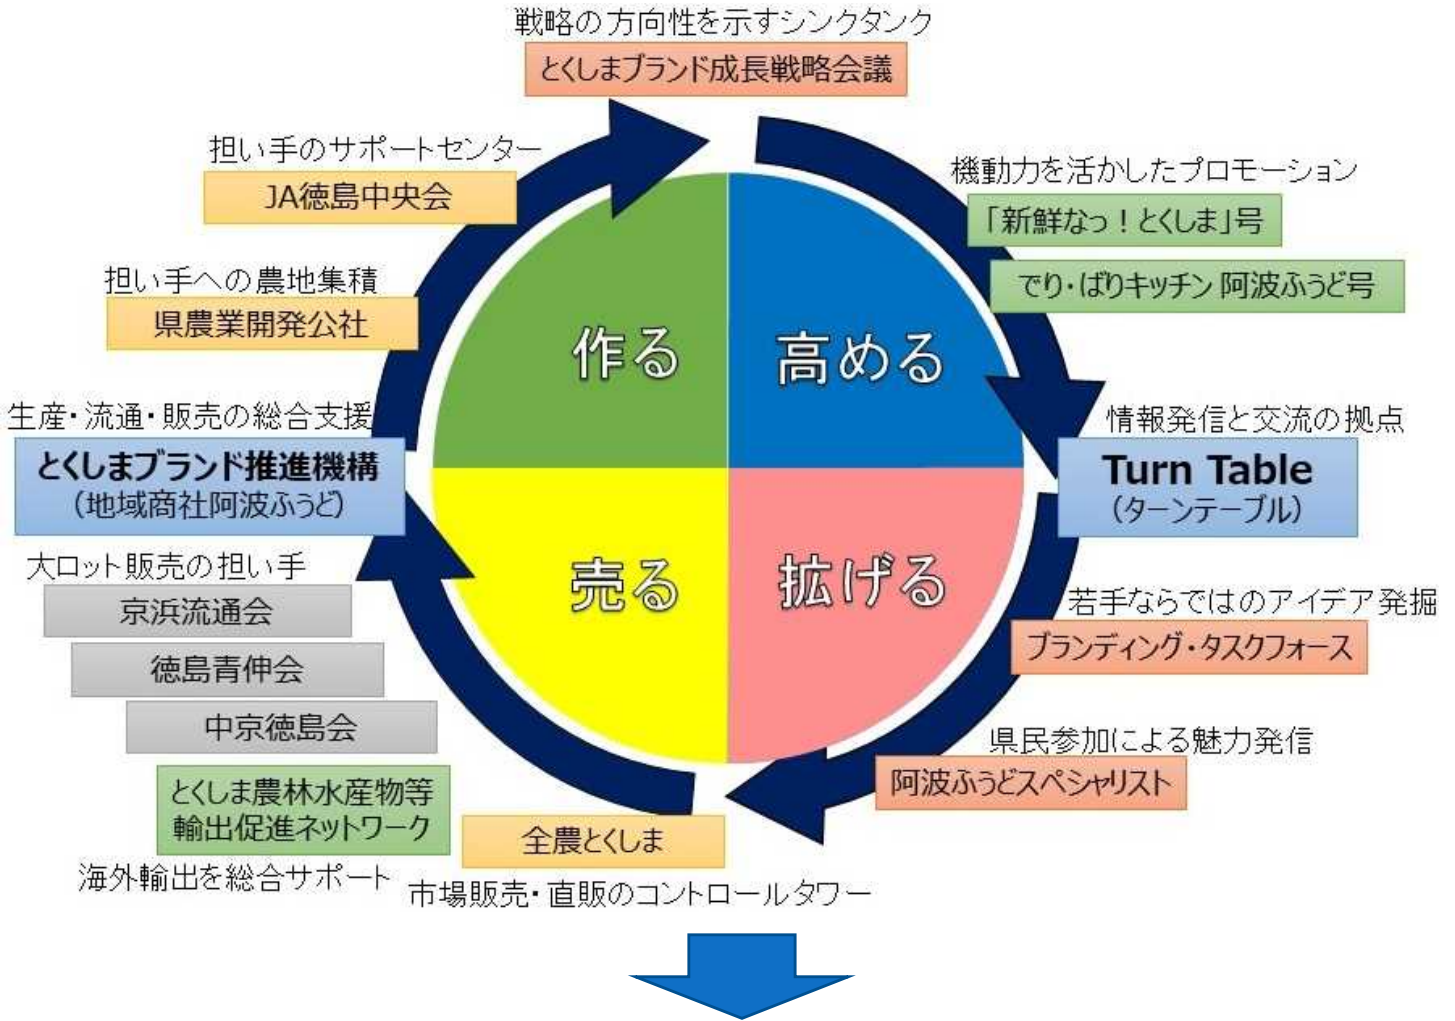 戦略の方向性を示すシンクタンク
とくしまブランド成長戦略会議
担い手のサポートセンター
JA徳島中央会
機動力を活かしたプロモーション
「新鮮なっ！とくしま」号
でり・ばりキッチン 阿波ふうど号
担い手への農地集積
県農業開発公社
作る
高める
生産・流通・販売の総合支援
とくしまブランド推進機構
（地域商社阿波ふうど）
情報発信と交流の拠点
Turn Table
（ターンテーブル）
売る
拡げる
大ロット販売の担い手
京浜流通会
徳島青伸会
中京徳島会
若手ならではのアイデア発掘
ブランディング・タスクフォース
県民参加による魅力発信
阿波ふうどスペシャリスト
とくしま農林水産物等
輸出促進ネットワーク
海外輸出を総合サポート
全農とくしま
市場販売・直販のコントロールタワー